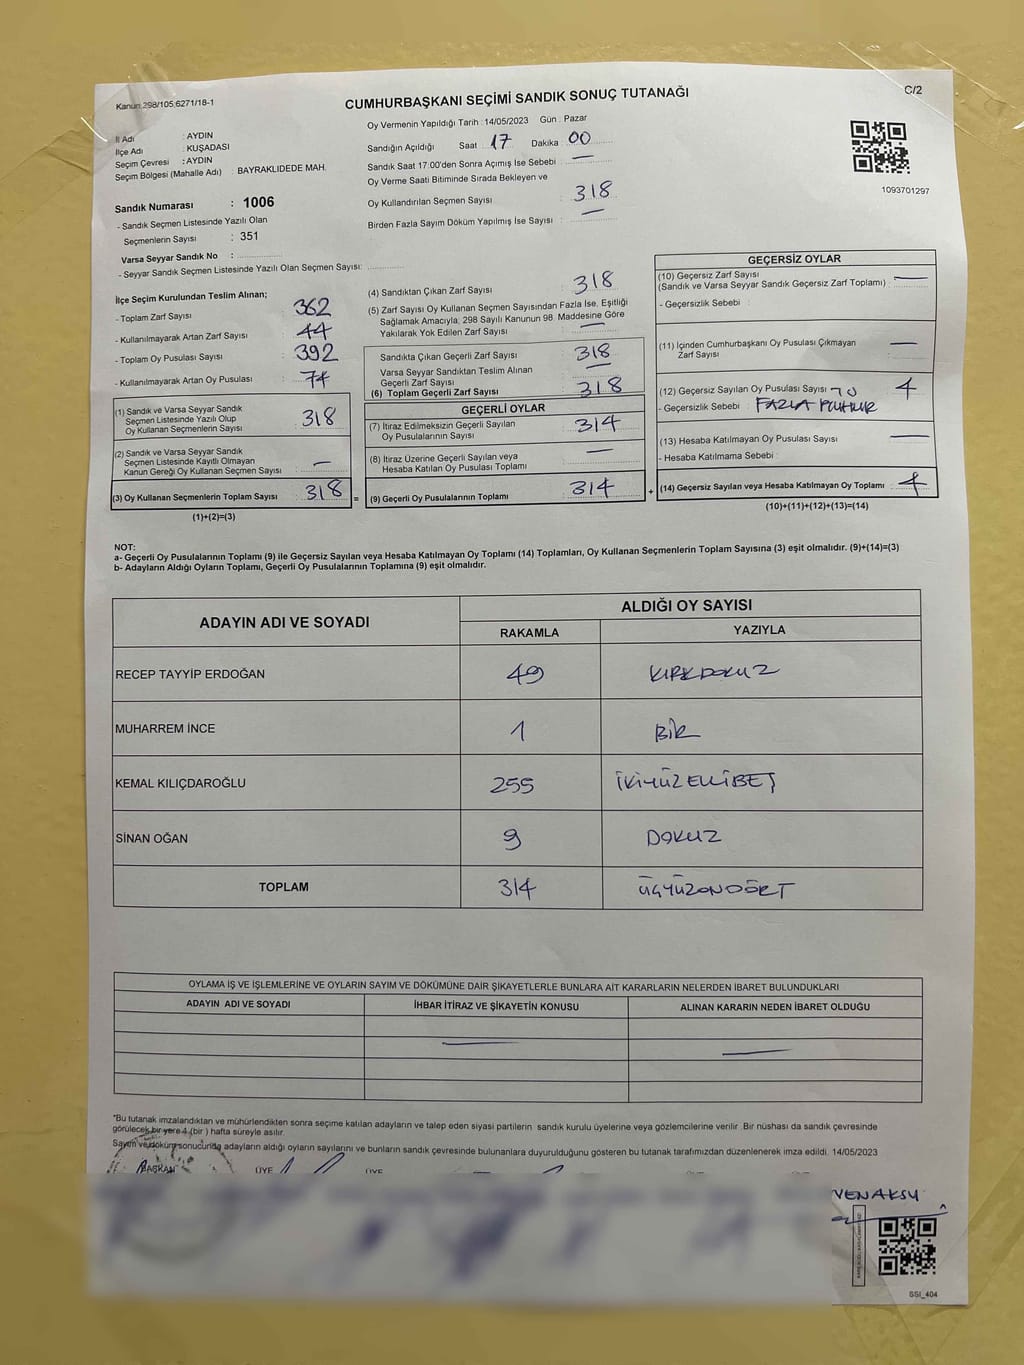 Kanun:298/105;6271/18-1
CUMHURBAŞKANI SEÇİMİ SANDIK SONUÇ TUTANAĞI
C/2
İl Adı : AYDIN
İlçe Adı : KUŞADASI
Seçim Çevresi : AYDIN
Seçim Bölgesi (Mahalle Adı) : BAYRAKLIDEDE MAH.
Sandık Numarası : 1006
- Sandık Seçmen Listesinde Yazılı Olan
Seçmenlerin Sayısı : 351
Varsa Seyyar Sandık No :
- Seyyar Sandık Seçmen Listesinde Yazılı Olan Seçmen Sayısı:
Oy Vermenin Yapıldığı Tarih :14/05/2023 Gün : Pazar
Sandığın Açıldığı Saat 17 Dakika 00
Sandık Saat 17:00'den Sonra Açımış İse Sebebi : —
Oy Verme Saati Bitiminde Sırada Bekleyen ve
Oy Kullandırılan Seçmen Sayısı : 318
Birden Fazla Sayım Döküm Yapılmış İse Sayısı : —
1093701297
İlçe Seçim Kurulundan Teslim Alınan;
- Toplam Zarf Sayısı : 362
- Kullanılmayarak Artan Zarf Sayısı : 44
- Toplam Oy Pusulası Sayısı : 392
- Kullanılmayarak Artan Oy Pusulası : 74
(1) Sandık ve Varsa Seyyar Sandık
Seçmen Listesinde Yazılı Olup
Oy Kullanan Seçmenlerin Sayısı : 318
(2) Sandık ve Varsa Seyyar Sandık
Seçmen Listesinde Kayıtlı Olmayan
Kanun Gereği Oy Kullanan Seçmen Sayısı : —
(3) Oy Kullanan Seçmenlerin Toplam Sayısı : 318 =
(1)+(2)=(3)
(4) Sandıktan Çıkan Zarf Sayısı : 318
(5) Zarf Sayısı Oy Kullanan Seçmen Sayısından Fazla İse, Eşitliği
Sağlamak Amacıyla; 298 Sayılı Kanunun 98. Maddesine Göre
Yakılarak Yok Edilen Zarf Sayısı : —
Sandıkta Çıkan Geçerli Zarf Sayısı : 318
Varsa Seyyar Sandıktan Teslim Alınan
Geçerli Zarf Sayısı : —
(6) Toplam Geçerli Zarf Sayısı : 318
GEÇERLİ OYLAR
(7) İtiraz Edilmeksizin Geçerli Sayılan
Oy Pusulalarının Sayısı : 314
(8) İtiraz Üzerine Geçerli Sayılan veya
Hesaba Katılan Oy Pusulası Toplamı : —
(9) Geçerli Oy Pusulalarının Toplamı : 314 +
GEÇERSİZ OYLAR
(10) Geçersiz Zarf Sayısı
(Sandık ve Varsa Seyyar Sandık Geçersiz Zarf Toplamı) : —
- Geçersizlik Sebebi :
(11) İçinden Cumhurbaşkanı Oy Pusulası Çıkmayan
Zarf Sayısı : —
(12) Geçersiz Sayılan Oy Pusulası Sayısı : 4
- Geçersizlik Sebebi : FAZLA
(13) Hesaba Katılmayan Oy Pusulası Sayısı : —
- Hesaba Katılmama Sebebi :
(14) Geçersiz Sayılan veya Hesaba Katılmayan Oy Toplamı : 4
(10)+(11)+(12)+(13)=(14)
NOT:
a- Geçerli Oy Pusulalarının Toplamı (9) ile Geçersiz Sayılan veya Hesaba Katılmayan Oy Toplamı (14) Toplamları, Oy Kullanan Seçmenlerin Toplam Sayısına (3) eşit olmalıdır. (9)+(14)=(3)
b- Adayların Aldığı Oyların Toplamı, Geçerli Oy Pusulalarının Toplamına (9) eşit olmalıdır.
ADAYIN ADI VE SOYADI ALDIĞI OY SAYISI
RAKAMLA YAZIYLA
RECEP TAYYİP ERDOĞAN 49 KIRKDOKUZ
MUHARREM İNCE 1 BİR
KEMAL KILIÇDAROĞLU 255 İKİYÜZELLİBEŞ
SİNAN OĞAN 9 DOKUZ
TOPLAM 314 ÜÇYÜZONDÖRT
OYLAMA İŞ VE İŞLEMLERİNE VE OYLARIN SAYIM VE DÖKÜMÜNE DAİR ŞİKAYETLERLE BUNLARA AİT KARARLARIN NELERDEN İBARET BULUNDUKLARI
ADAYIN ADI VE SOYADI İHBAR İTİRAZ VE ŞİKAYETİN KONUSU ALINAN KARARIN NEDEN İBARET OLDUĞU
— —
*Bu tutanak imzalandıktan ve mühürlendikten sonra seçime katılan adayların ve talep eden siyasi partilerin sandık kurulu üyelerine veya gözlemcilerine verilir. Bir nüshası da sandık çevresinde
görülecek bir yere 1 (bir) hafta süreyle asılır.
Sayım ve döküm sonucunda adayların aldığı oyların sayılarını ve bunların sandık çevresinde bulunanlara duyurulduğunu gösteren bu tutanak tarafımızdan düzenlenerek imza edildi. 14/05/2023
BAŞKAN ÜYE ÜYE
VENAKSU
SSI_404